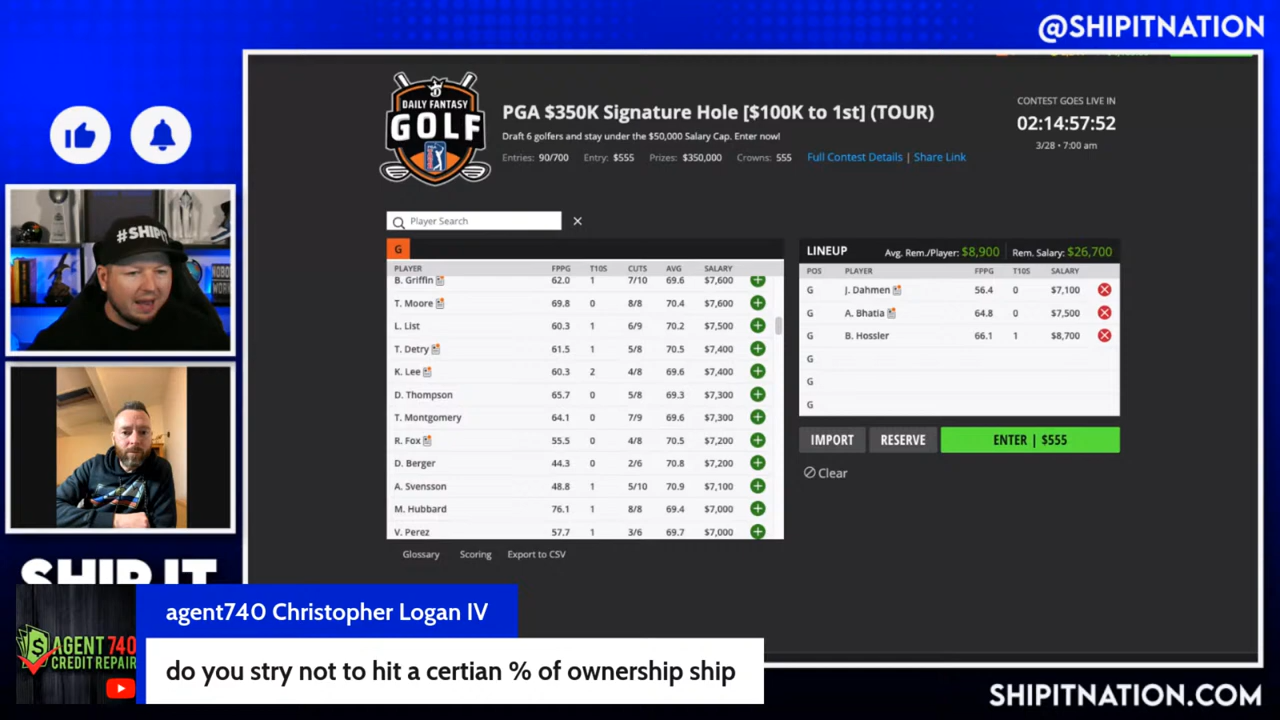 @SHIPITNATION
DAILY FANTASY
GOLF
PGA TOUR
PGA $350K Signature Hole [$100K to 1st] (TOUR)
Draft 6 golfers and stay under the $50,000 Salary Cap. Enter now!
Entries: 90/700 Entry: $555 Prizes: $350,000 Crowns: 555 Full Contest Details | Share Link
CONTEST GOES LIVE IN
02:14:57:52
3/28 • 7:00 am
#SHIPIT
Player Search
G
PLAYER FPPG T10S CUTS AVG SALARY
B. Griffin 62.0 1 7/10 69.6 $7,600
T. Moore 69.8 0 8/8 70.4 $7,600
L. List 60.3 1 6/9 70.2 $7,500
T. Detry 61.5 1 5/8 70.5 $7,400
K. Lee 60.3 2 4/8 69.6 $7,400
D. Thompson 65.7 0 5/8 69.3 $7,300
T. Montgomery 64.1 0 7/9 69.6 $7,300
R. Fox 55.5 0 4/8 70.5 $7,200
D. Berger 44.3 0 2/6 70.8 $7,200
A. Svensson 48.8 1 5/10 70.9 $7,100
M. Hubbard 76.1 1 8/8 69.4 $7,000
V. Perez 57.7 1 3/6 69.7 $7,000
Glossary Scoring Export to CSV
LINEUP Avg. Rem./Player: $8,900 Rem. Salary: $26,700
POS PLAYER FPPG T10S SALARY
G J. Dahmen 56.4 0 $7,100
G A. Bhatia 64.8 0 $7,500
G B. Hossler 66.1 1 $8,700
G
G
G
IMPORT RESERVE ENTER | $555
Clear
SHIP IT
AGENT 740
CREDIT REPAIR
agent740 Christopher Logan IV
do you stry not to hit a certian % of ownership ship
SHIPITNATION.COM